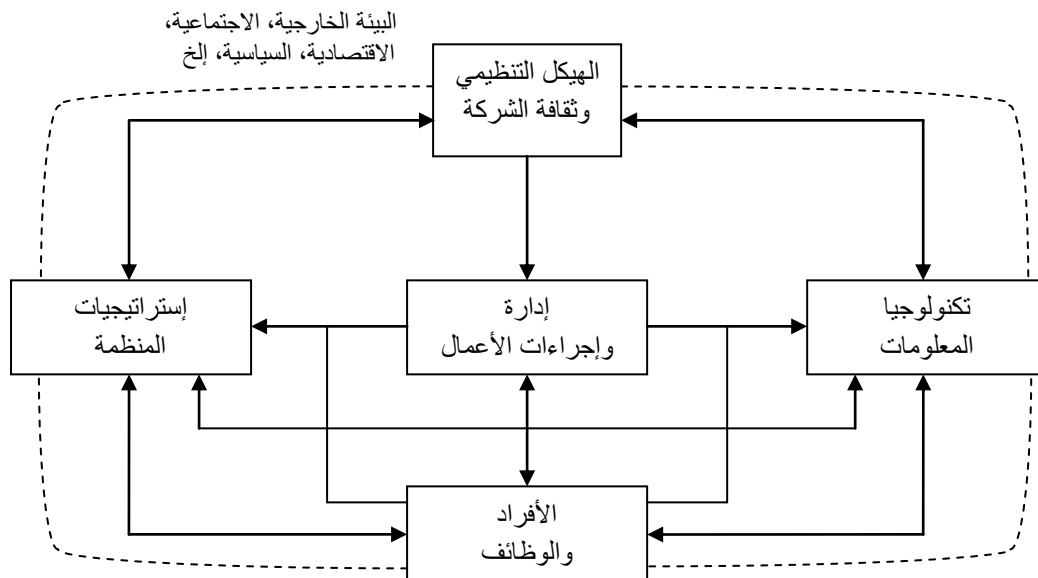 البيئة الخارجية، الاجتماعية،
الاقتصادية، السياسية، إلخ
الهيكل التنظيمي
وثقافة الشركة
إستراتيجيات
المنظمة
إدارة
وإجراءات الأعمال
تكنولوجيا
المعلومات
الأفراد
والوظائف